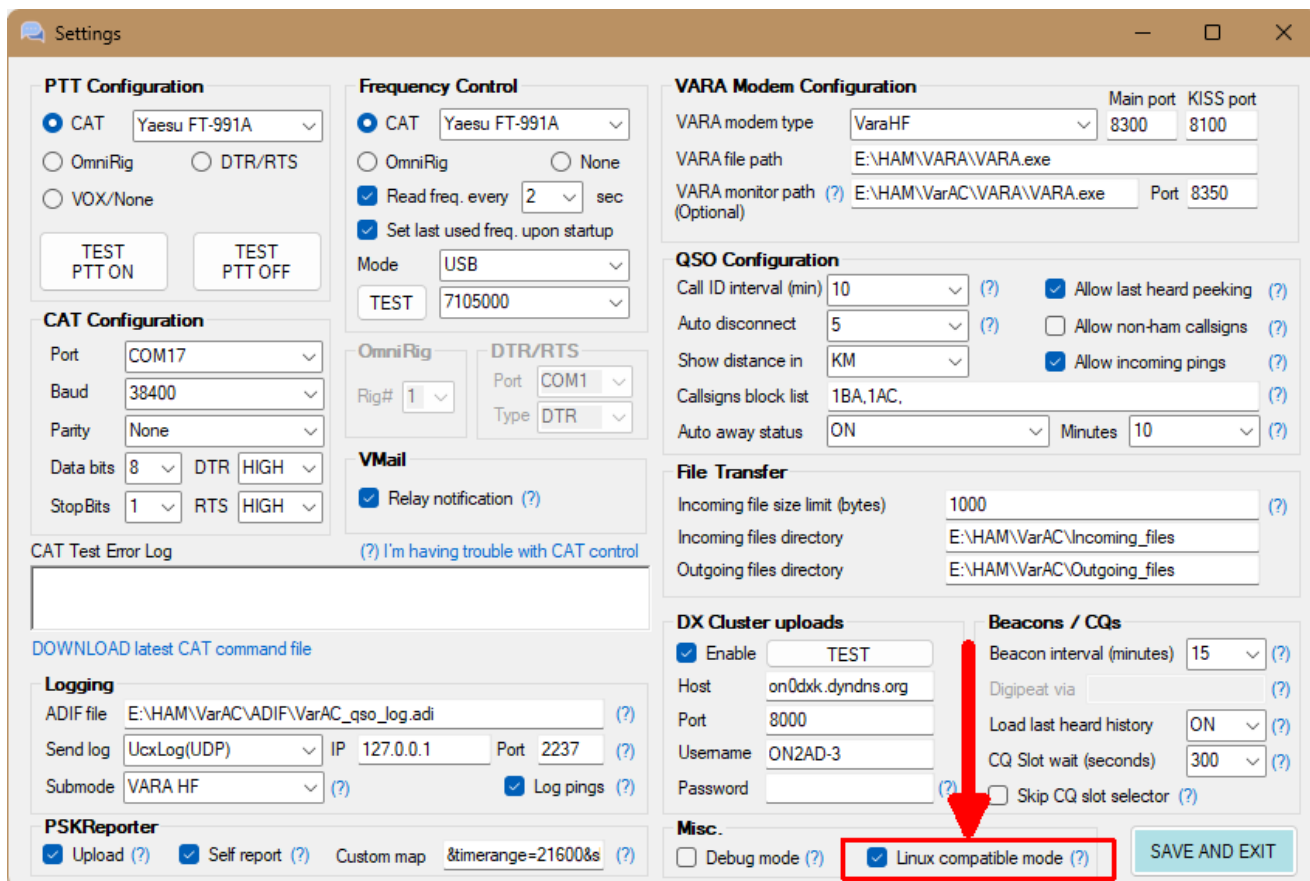 Settings
PTT Configuration
CAT Yaesu FT-991A
OmniRig DTR/RTS
VOX/None
TEST PTT ON TEST PTT OFF
CAT Configuration
Port COM17
Baud 38400
Parity None
Data bits 8 DTR HIGH
StopBits 1 RTS HIGH
Frequency Control
CAT Yaesu FT-991A
OmniRig None
Read freq. every 2 sec
Set last used freq. upon startup
Mode USB
TEST 7105000
OmniRig
Rig# 1
DTR/RTS
Port COM1
Type DTR
VMail
Relay notification (?)
CAT Test Error Log (?) I'm having trouble with CAT control
DOWNLOAD latest CAT command file
Logging
ADIF file E:\HAM\VarAC\ADIF\VarAC_qso_log.adi (?)
Send log UcxLog(UDP) IP 127.0.0.1 Port 2237 (?)
Submode VARA HF (?) Log pings (?)
PSKReporter
Upload (?) Self report (?) Custom map &timerange=21600&s (?)
VARA Modem Configuration
Main port KISS port
VARA modem type VaraHF 8300 8100
VARA file path E:\HAM\VARA\VARA.exe
VARA monitor path (?) E:\HAM\VarAC\VARA\VARA.exe Port 8350
(Optional)
QSO Configuration
Call ID interval (min) 10 (?) Allow last heard peeking (?)
Auto disconnect 5 (?) Allow non-ham callsigns (?)
Show distance in KM Allow incoming pings (?)
Callsigns block list 1BA,1AC, (?)
Auto away status ON Minutes 10 (?)
File Transfer
Incoming file size limit (bytes) 1000 (?)
Incoming files directory E:\HAM\VarAC\Incoming_files
Outgoing files directory E:\HAM\VarAC\Outgoing_files
DX Cluster uploads
Enable TEST
Host on0dxk.dyndns.org
Port 8000
Username ON2AD-3
Password (?)
Beacons / CQs
Beacon interval (minutes) 15 (?)
Digipeat via (?)
Load last heard history ON (?)
CQ Slot wait (seconds) 300 (?)
Skip CQ slot selector (?)
Misc.
Debug mode (?) Linux compatible mode (?)
SAVE AND EXIT